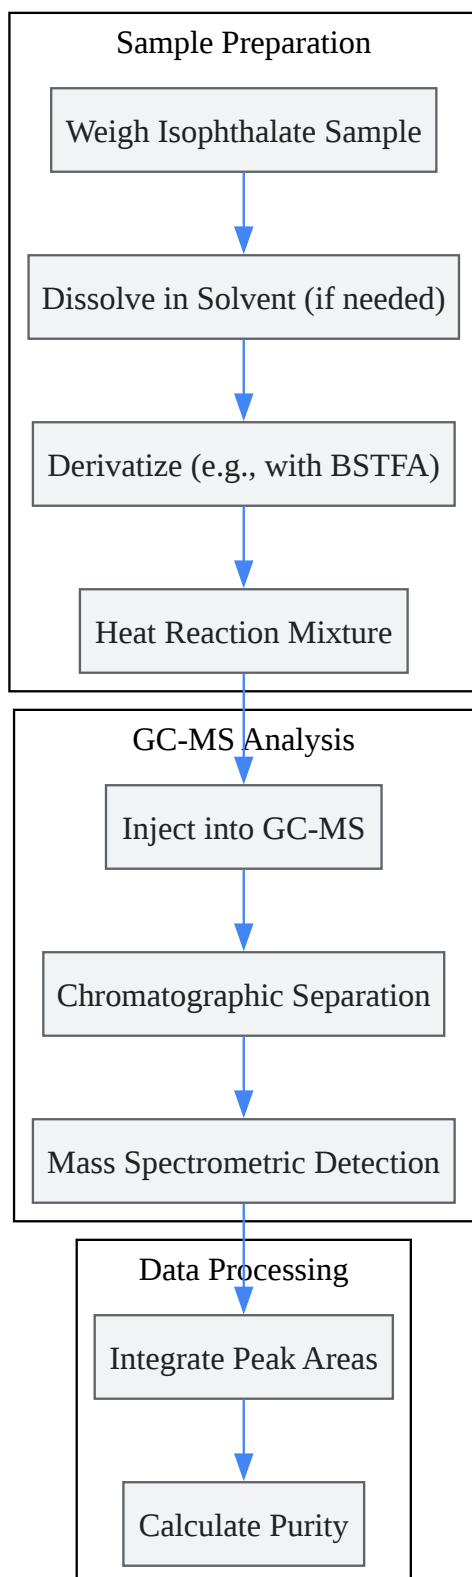 Sample Preparation
Weigh Isophthalate Sample
Dissolve in Solvent (if needed)
Derivatize (e.g., with BSTFA)
Heat Reaction Mixture
GC-MS Analysis
Inject into GC-MS
Chromatographic Separation
Mass Spectrometric Detection
Data Processing
Integrate Peak Areas
Calculate Purity